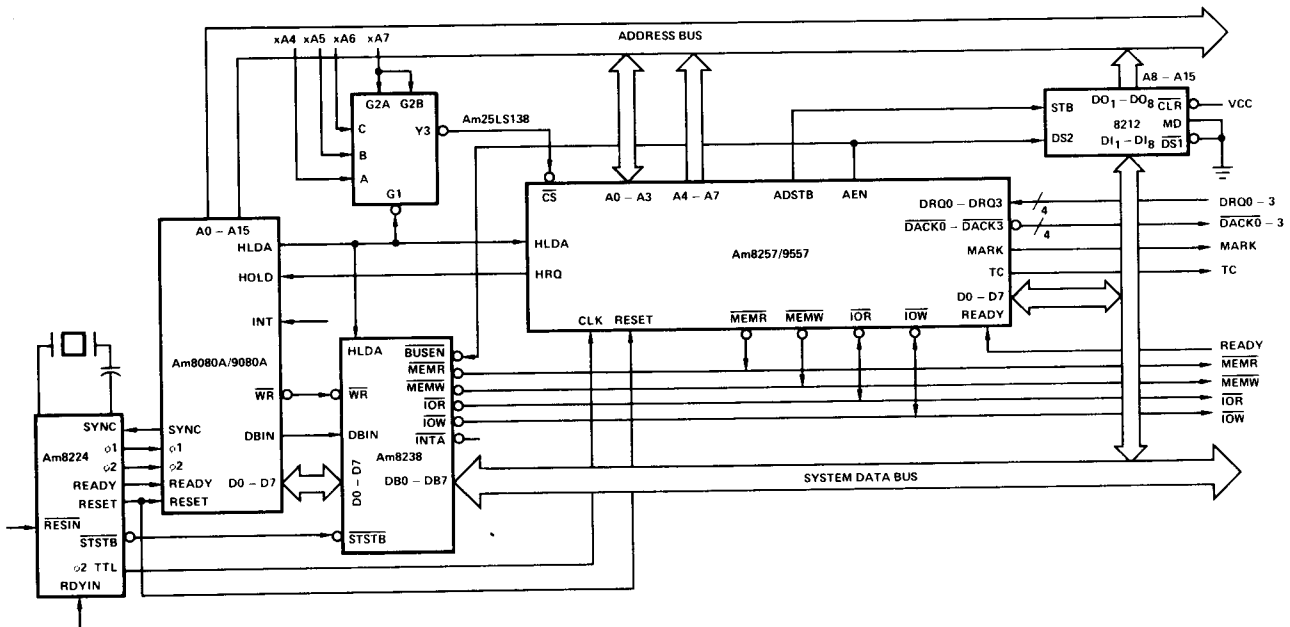 ADDRESS BUS
xA4 xA5 xA6 xA7
G2A G2B
C
B
A
Y3
G1
Am25LS138
A8 – A15
STB
DS2
DO1 – DO8
CLR
8212
MD
DI1 – DI8
DS1
VCC
CS
A0 – A3
A4 – A7
ADSTB
AEN
HLDA
HRQ
Am8257/9557
DRQ0 – DRQ3
DACK0 – DACK3
MARK
TC
D0 – D7
READY
CLK
RESET
MEMR
MEMW
IOR
IOW
4
4
DRQ0 – 3
DACK0 – 3
MARK
TC
READY
MEMR
MEMW
IOR
IOW
A0 – A15
HLDA
HOLD
INT
Am8080A/9080A
WR
SYNC
φ1
φ2
READY
RESET
DBIN
D0 – D7
HLDA
BUSEN
MEMR
MEMW
IOR
IOW
INTA
WR
DBIN
Am8238
D0 – D7
DB0 – DB7
STSTB
SYSTEM DATA BUS
SYNC
φ1
Am8224
φ2
READY
RESET
RESIN
STSTB
φ2 TTL
RDYIN